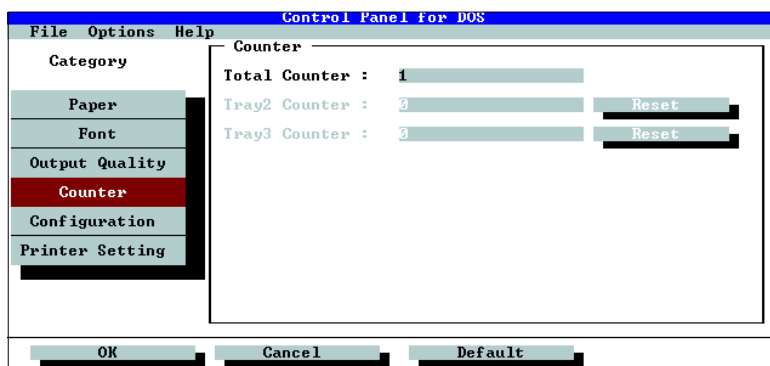 Control Panel for DOS
File Options Help
Category
Paper
Font
Output Quality
Counter
Configuration
Printer Setting
Counter
Total Counter : 1
Tray2 Counter : 0 Reset
Tray3 Counter : 0 Reset
OK Cancel Default